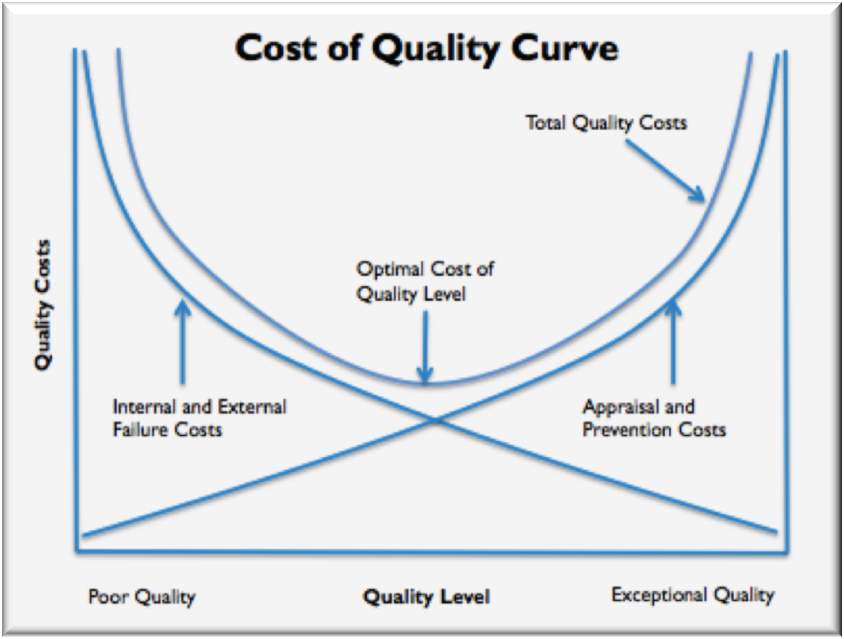 Cost of Quality Curve
Total Quality Costs
Optimal Cost of
Quality Level
Quality Costs
Internal and External
Failure Costs
Appraisal and
Prevention Costs
Poor Quality
Quality Level
Exceptional Quality